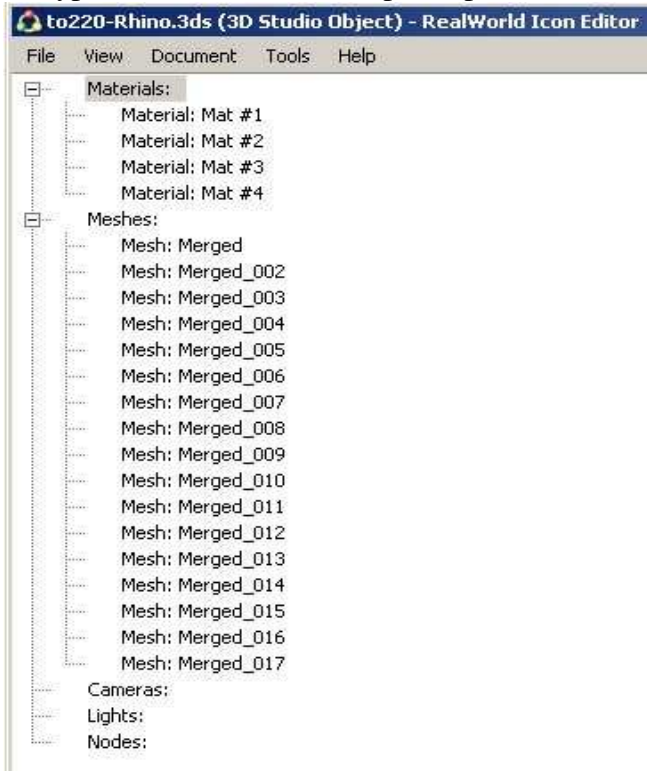 to220-Rhino.3ds (3D Studio Object) - RealWorld Icon Editor
File View Document Tools Help
Materials:
Material: Mat #1
Material: Mat #2
Material: Mat #3
Material: Mat #4
Meshes:
Mesh: Merged
Mesh: Merged_002
Mesh: Merged_003
Mesh: Merged_004
Mesh: Merged_005
Mesh: Merged_006
Mesh: Merged_007
Mesh: Merged_008
Mesh: Merged_009
Mesh: Merged_010
Mesh: Merged_011
Mesh: Merged_012
Mesh: Merged_013
Mesh: Merged_014
Mesh: Merged_015
Mesh: Merged_016
Mesh: Merged_017
Cameras:
Lights:
Nodes: